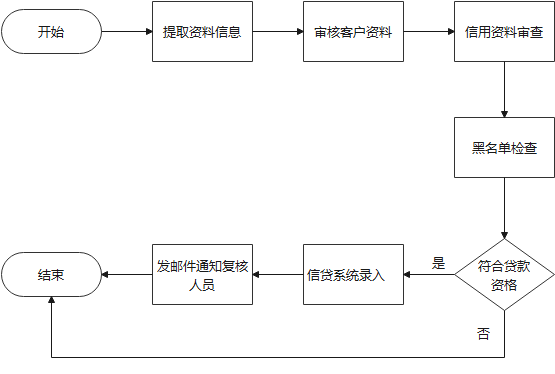 开始
提取资料信息
审核客户资料
信用资料审查
黑名单检查
符合贷款
资格
是
信贷系统录入
发邮件通知复核
人员
结束
否